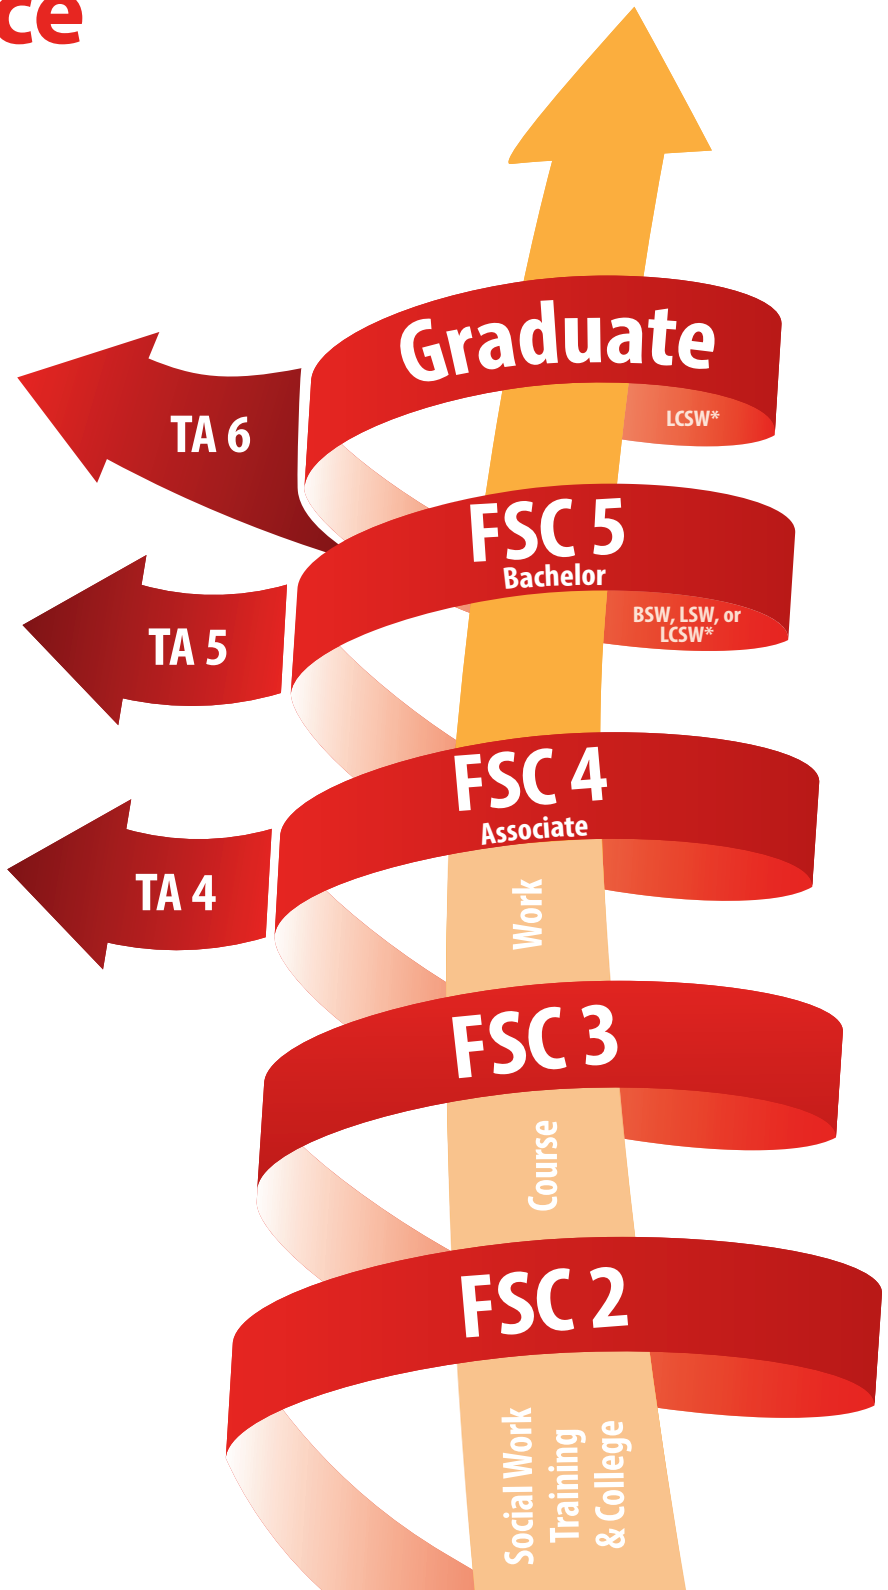 ce
Graduate
LCSW*
TA 6
FSC 5
Bachelor
BSW, LSW, or
LCSW*
TA 5
FSC 4
Associate
TA 4
Work
FSC 3
Course
FSC 2
Social Work
Training
& College